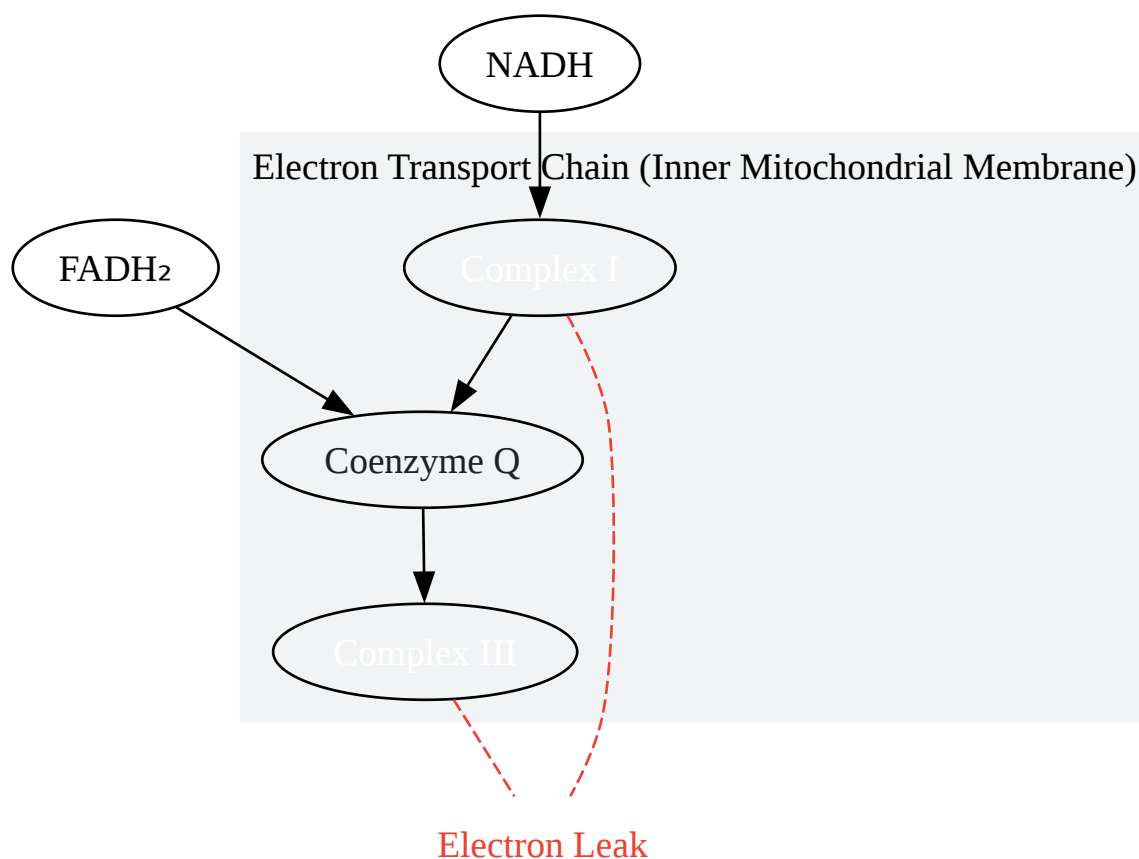 NADH
Electron Transport Chain (Inner Mitochondrial Membrane)
FADH₂
Complex I
Coenzyme Q
Complex III
Electron Leak